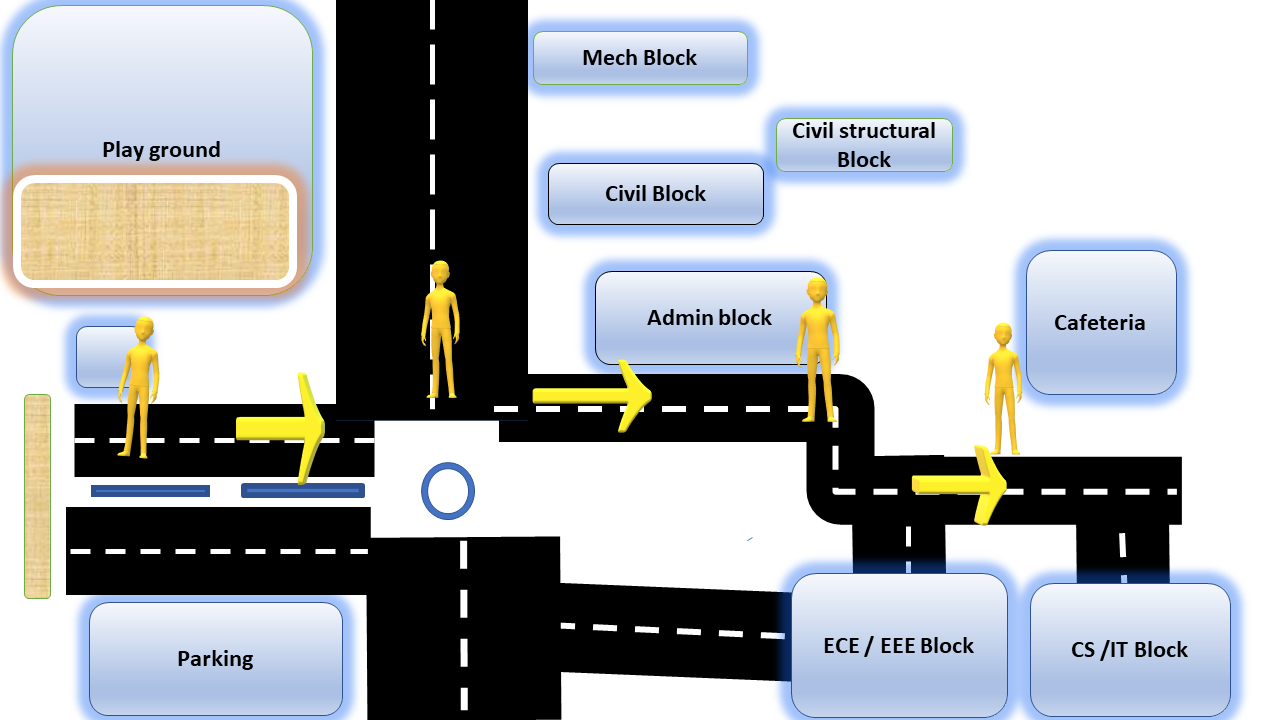 Mech Block
Civil structural
Block
Play ground
Civil Block
Admin block
Cafeteria
ECE / EEE Block
CS /IT Block
Parking